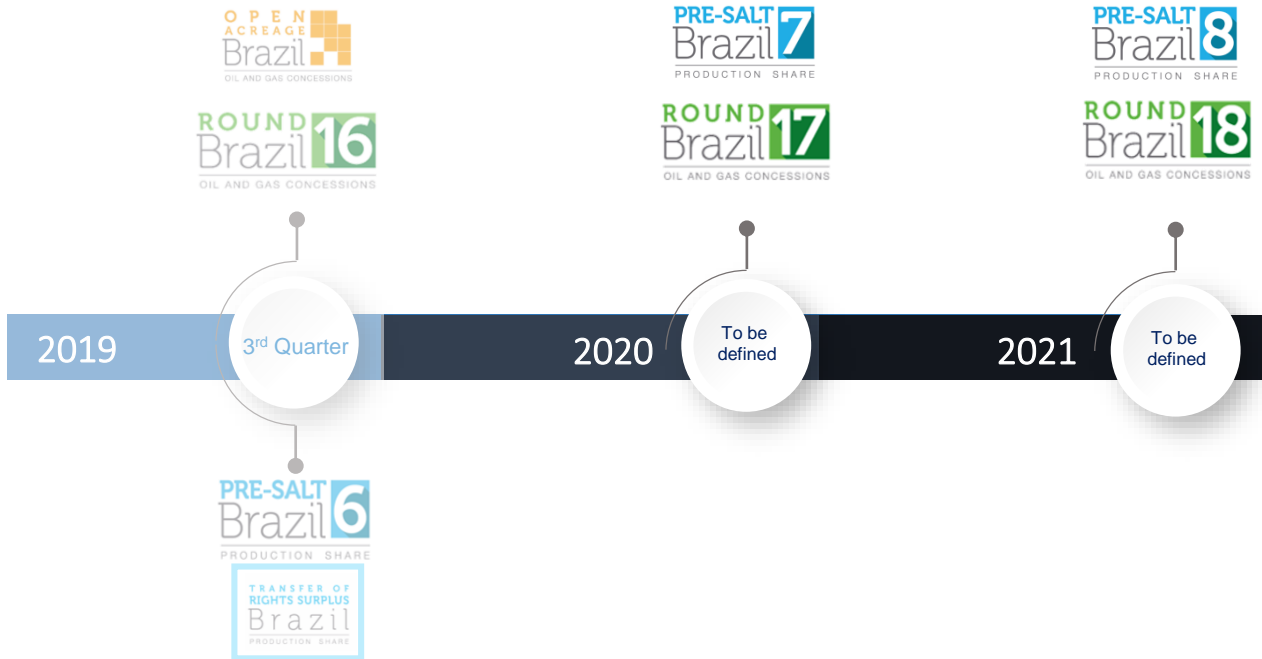 OPEN
ACREAGE
Brazil
OIL AND GAS CONCESSIONS
ROUND
Brazil 16
OIL AND GAS CONCESSIONS
PRE-SALT
Brazil 7
PRODUCTION SHARE
ROUND
Brazil 17
OIL AND GAS CONCESSIONS
PRE-SALT
Brazil 8
PRODUCTION SHARE
ROUND
Brazil 18
OIL AND GAS CONCESSIONS
2019
3rd Quarter
2020
To be
defined
2021
To be
defined
PRE-SALT
Brazil 6
PRODUCTION SHARE
TRANSFER OF
RIGHTS SURPLUS
Brazil
PRODUCTION SHARE